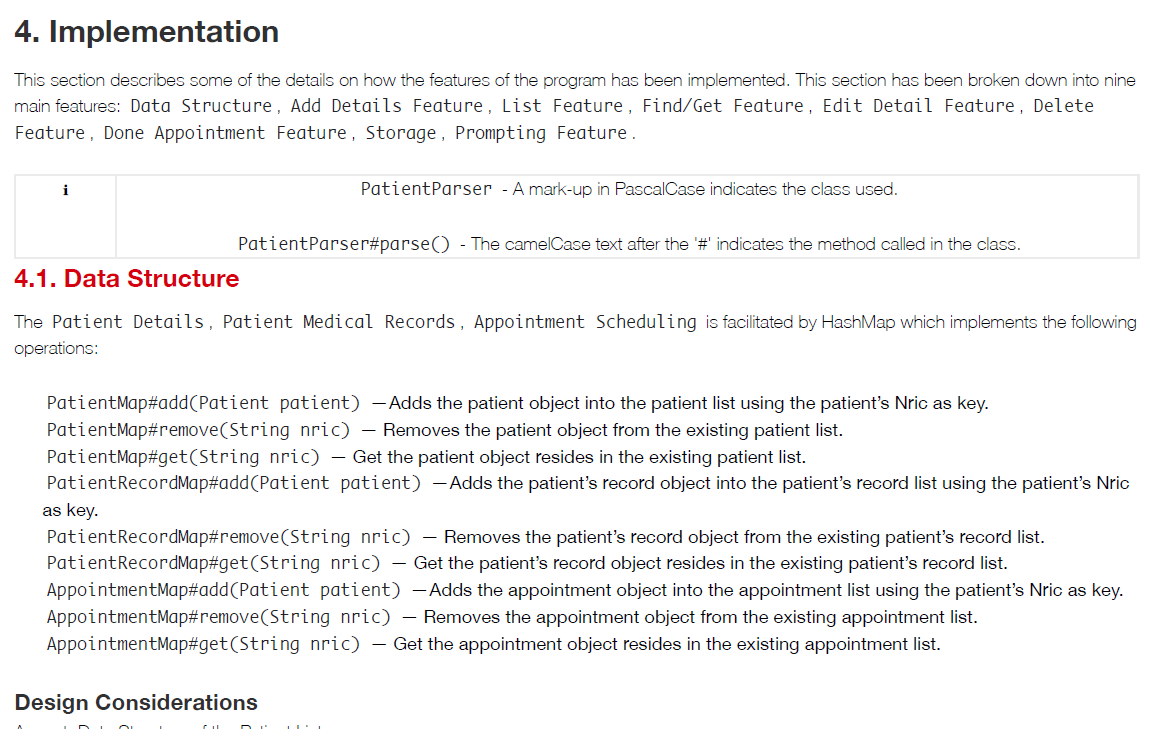 4. Implementation
This section describes some of the details on how the features of the program has been implemented. This section has been broken down into nine
main features: Data Structure, Add Details Feature, List Feature, Find/Get Feature, Edit Detail Feature, Delete
Feature, Done Appointment Feature, Storage, Prompting Feature.
i
PatientParser - A mark-up in PascalCase indicates the class used.
PatientParser#parse() - The camelCase text after the '#' indicates the method called in the class.
4.1. Data Structure
The Patient Details, Patient Medical Records, Appointment Scheduling is facilitated by HashMap which implements the following
operations:
PatientMap#add(Patient patient) — Adds the patient object into the patient list using the patient’s Nric as key.
PatientMap#remove(String nric) — Removes the patient object from the existing patient list.
PatientMap#get(String nric) — Get the patient object resides in the existing patient list.
PatientRecordMap#add(Patient patient) — Adds the patient’s record object into the patient’s record list using the patient’s Nric
as key.
PatientRecordMap#remove(String nric) — Removes the patient’s record object from the existing patient’s record list.
PatientRecordMap#get(String nric) — Get the patient’s record object resides in the existing patient’s record list.
AppointmentMap#add(Patient patient) — Adds the appointment object into the appointment list using the patient’s Nric as key.
AppointmentMap#remove(String nric) — Removes the appointment object from the existing appointment list.
AppointmentMap#get(String nric) — Get the appointment object resides in the existing appointment list.
Design Considerations